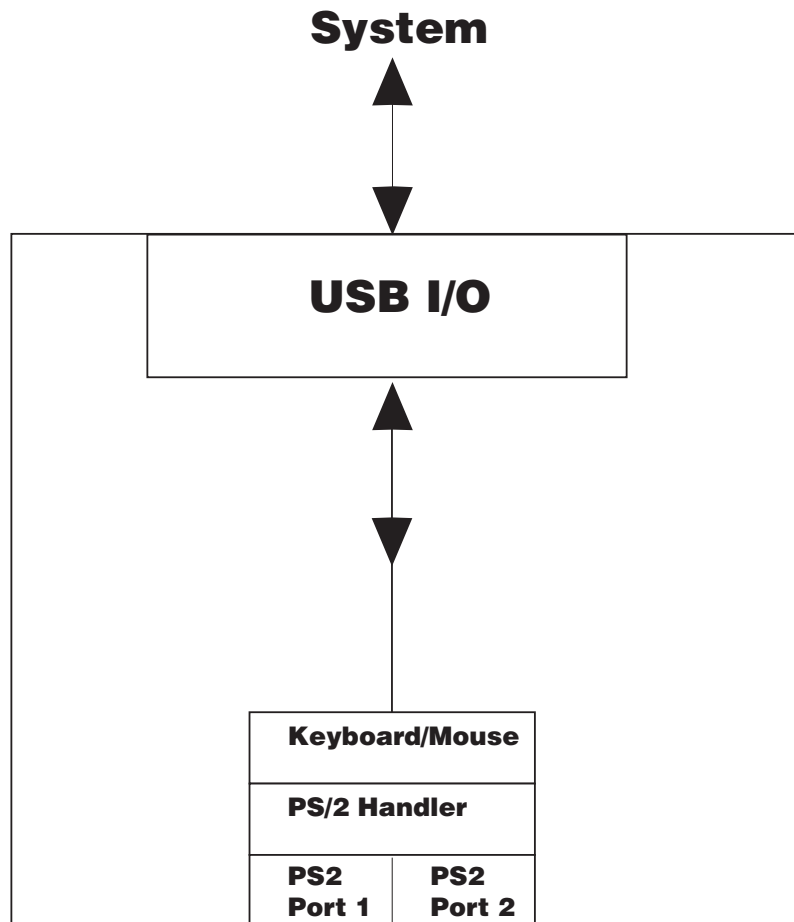 System
USB I/O
Keyboard/Mouse
PS/2 Handler
PS2
Port 1
PS2
Port 2